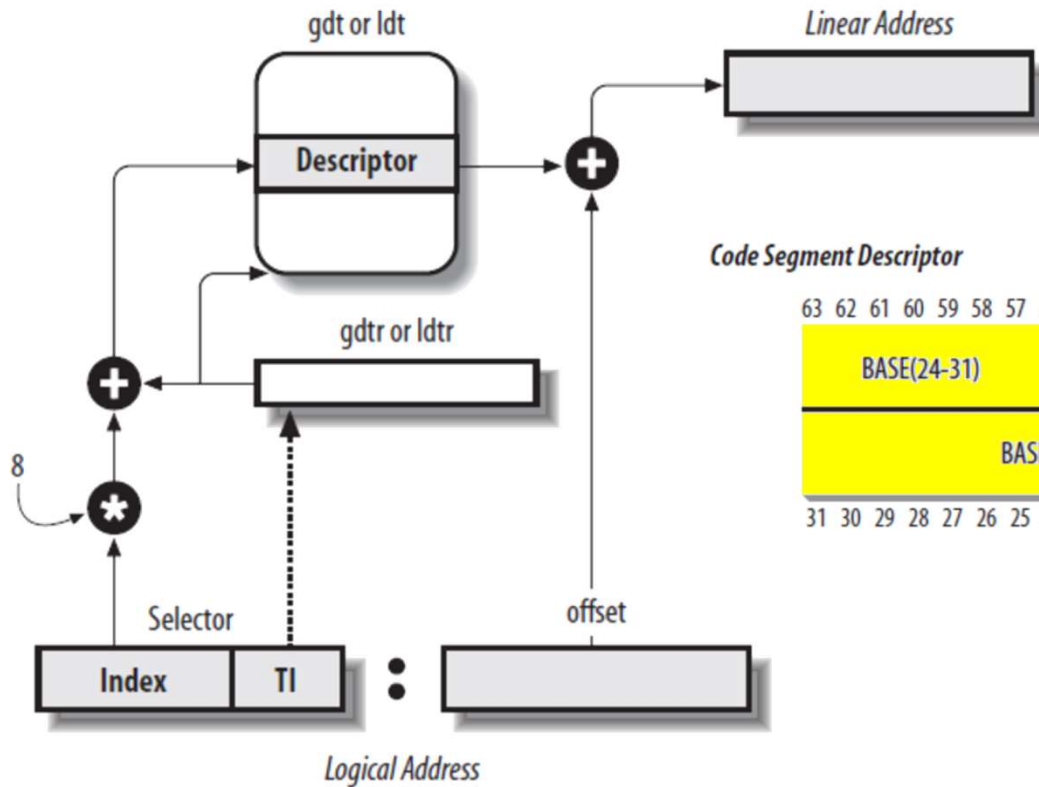 gdt or ldt
Linear Address
Descriptor
+
Code Segment Descriptor
63 62 61 60 59 58 57
gdtr or ldtr
BASE(24-31)
+
BAS
8
*
31 30 29 28 27 26 25
Selector
offset
Index TI :
Logical Address